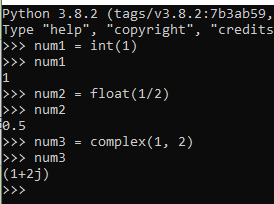 Python 3.8.2 (tags/v3.8.2:7b3ab59,
Type "help", "copyright", "credits
>>> num1 = int(1)
>>> num1
1
>>> num2 = float(1/2)
>>> num2
0.5
>>> num3 = complex(1, 2)
>>> num3
(1+2j)
>>>